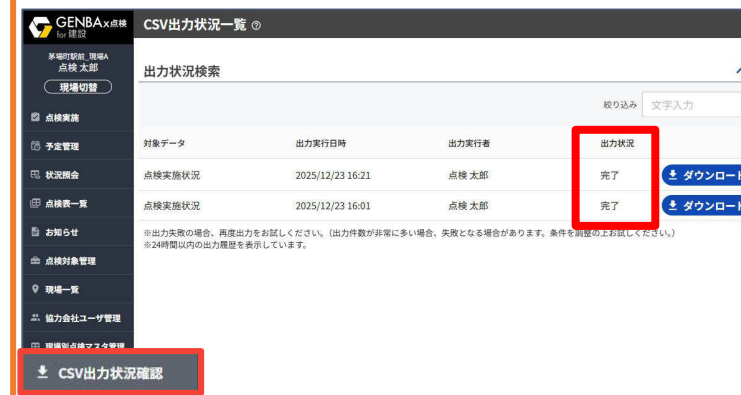 GENBAx点検
for 建設
CSV出力状況一覧
茅場町駅前_現場A
点検 太郎
現場切替
出力状況検索
絞り込み 文字入力
点検実施
予定管理
状況照会
点検表一覧
お知らせ
点検対象管理
現場一覧
協力会社ユーザ管理
現場別点検マスタ管理
CSV出力状況確認
対象データ 出力実行日時 出力実行者 出力状況
点検実施状況 2025/12/23 16:21 点検 太郎 完了 ダウンロード
点検実施状況 2025/12/23 16:01 点検 太郎 完了 ダウンロード
※出力失敗の場合、再度出力をお試しください。(出力件数が非常に多い場合、失敗となる場合があります。条件を調整の上お試しください。)
※24時間以内の出力履歴を表示しています。